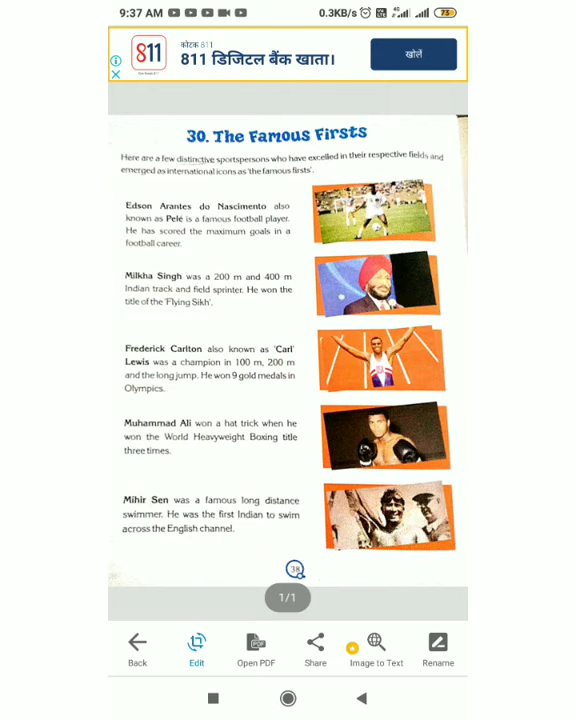 9:37 AM
0.3KB/s 4G 73
कोटक 811
811
811 डिजिटल बैंक खाता।
खोलें
30. The Famous Firsts
Here are a few distinctive sportspersons who have excelled in their respective fields and
emerged as international icons as 'the famous firsts'.
Edson Arantes do Nascimento also
known as Pelé is a famous football player.
He has scored the maximum goals in a
football career.
Milkha Singh was a 200 m and 400 m
Indian track and field sprinter. He won the
title of the 'Flying Sikh'.
Frederick Carlton also known as 'Carl'
Lewis was a champion in 100 m, 200 m
and the long jump. He won 9 gold medals in
Olympics.
Muhammad Ali won a hat trick when he
won the World Heavyweight Boxing title
three times.
Mihir Sen was a famous long distance
swimmer. He was the first Indian to swim
across the English channel.
38
1/1
PDF
Back Edit Open PDF Share Image to Text Rename